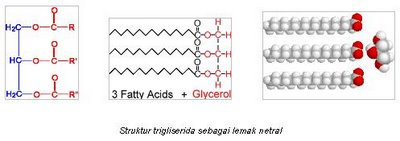 O O O
H₂C—O—C—R
HC—O—C—R'
H₂C—O—C—R"
O H
C—O—C—H
O
C—O—C—H
O
C—O—C—H
H
3 Fatty Acids + Glycerol
Struktur trigliserida sebagai lemak netral